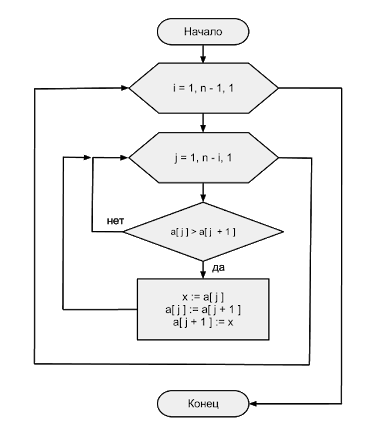 Начало
i = 1, n - 1, 1
j = 1, n - i, 1
a[ j ] > a[ j + 1 ]
нет
да
x := a[ j ]
a[ j ] := a[ j + 1 ]
a[ j + 1 ] := x
Конец